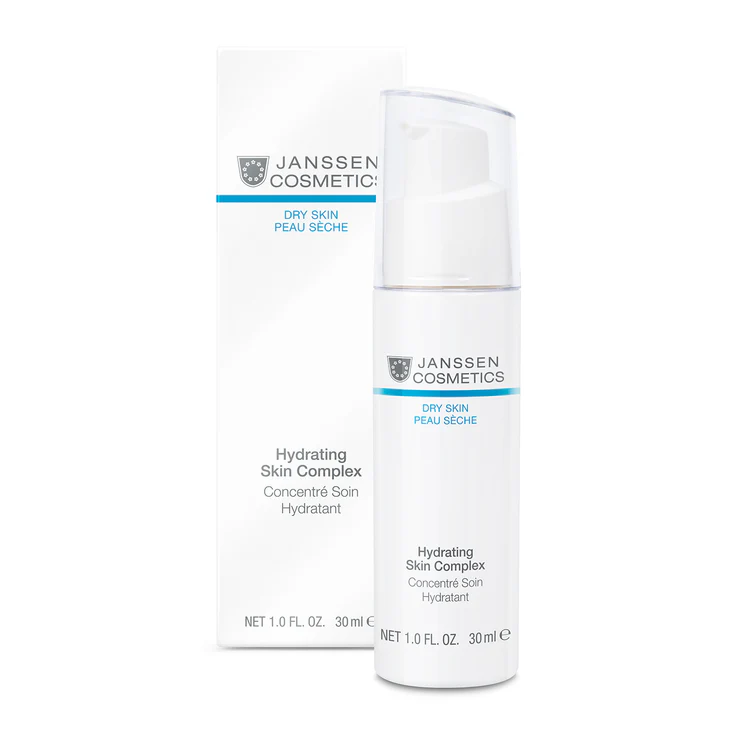 JANSSEN
COSMETICS
DRY SKIN
PEAU SÈCHE
Hydrating
Skin Complex
Concentré Soin
Hydratant
NET 1.0 FL. OZ. 30 ml ℮
JANSSEN
COSMETICS
DRY SKIN
PEAU SÈCHE
Hydrating
Skin Complex
Concentré Soin
Hydratant
NET 1.0 FL. OZ. 30 ml ℮